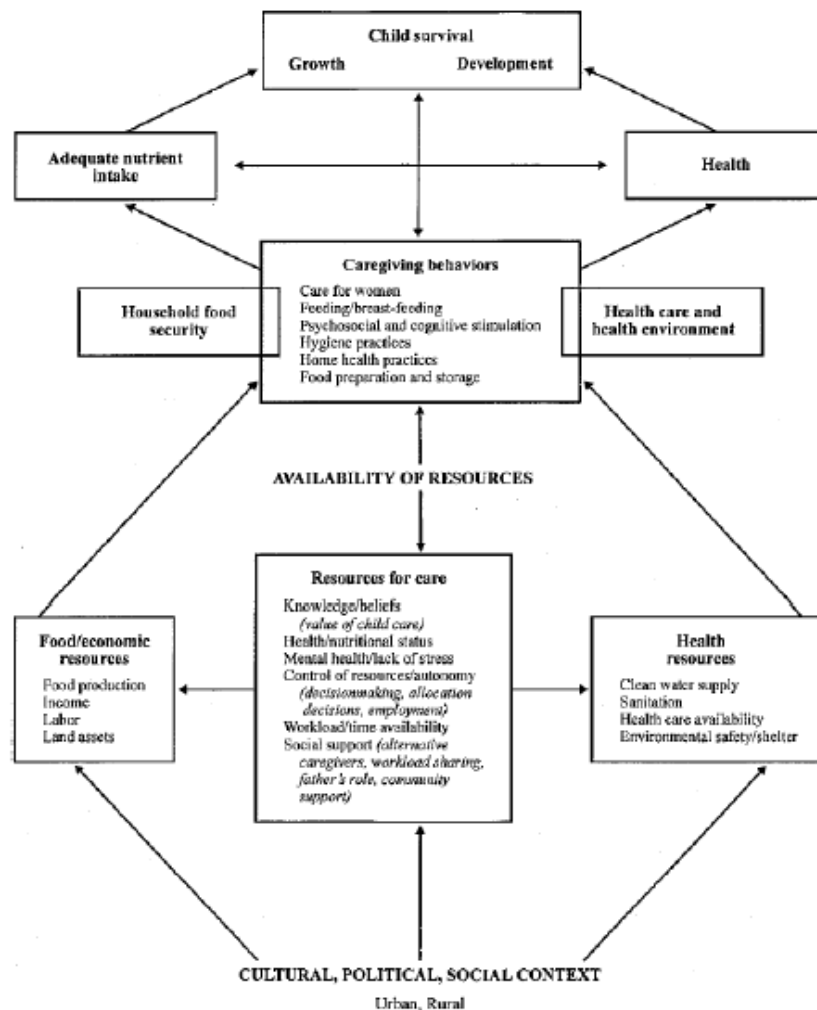 Child survival
Growth Development
Adequate nutrient
intake
Health
Caregiving behaviors
Care for women
Feeding/breast-feeding
Psychosocial and cognitive stimulation
Hygiene practices
Home health practices
Food preparation and storage
Household food
security
Health care and
health environment
AVAILABILITY OF RESOURCES
Resources for care
Knowledge/beliefs
(value of child care)
Health/nutritional status
Mental health/lack of stress
Control of resources/autonomy
(decisionmaking, allocation
decisions, employment)
Workload/time availability
Social support (alternative
caregivers, workload sharing,
father's role, community
support)
Food/economic
resources
Food production
Income
Labor
Land assets
Health
resources
Clean water supply
Sanitation
Health care availability
Environmental safety/shelter
CULTURAL, POLITICAL, SOCIAL CONTEXT
Urban, Rural